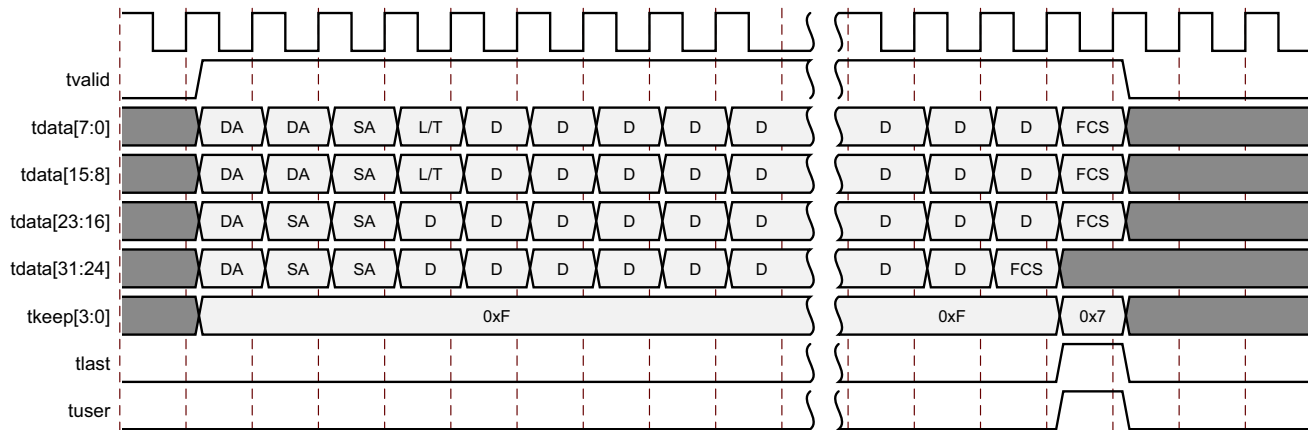 tvalid
tdata[7:0] DA DA SA L/T D D D D D D D D FCS
tdata[15:8] DA DA SA L/T D D D D D D D D FCS
tdata[23:16] DA SA SA D D D D D D D D D FCS
tdata[31:24] DA SA SA D D D D D D D D FCS
tkeep[3:0] 0xF 0xF 0x7
tlast
tuser